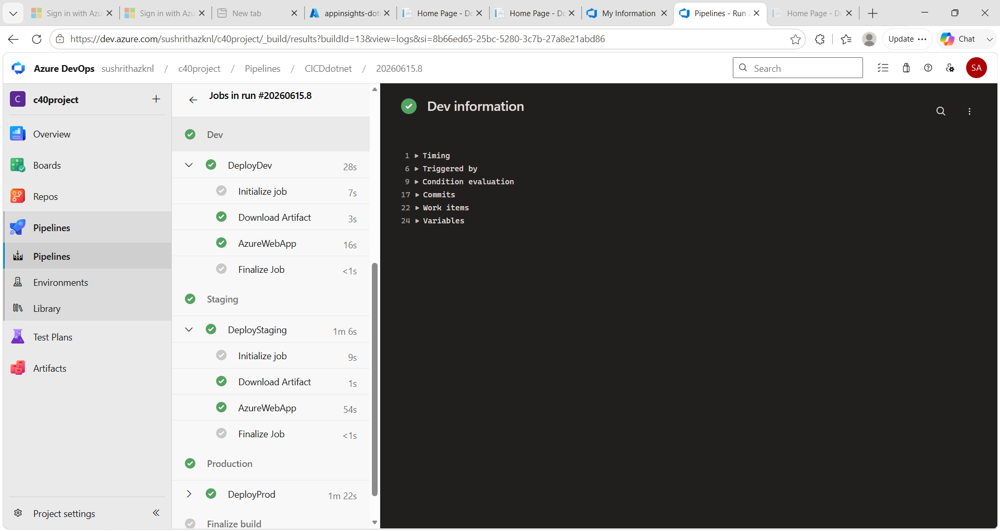 Sign in with Azu
Sign in with Azu
New tab
appinsights-dot
Home Page - Do
Home Page - Do
My Information
Pipelines - Run 2
Home Page - Do
https://dev.azure.com/sushrithazknl/c40project/_build/results?buildId=13&view=logs&si=8b66ed65-25bc-5280-3c7b-27a8e21abd86
Update
Chat
Azure DevOps sushrithazknl / c40project / Pipelines / CICDdotnet / 20260615.8
Search
SA
C c40project
Overview
Boards
Repos
Pipelines
Pipelines
Environments
Library
Test Plans
Artifacts
Project settings
Jobs in run #20260615.8
Dev
DeployDev 28s
Initialize job 7s
Download Artifact 3s
AzureWebApp 16s
Finalize Job <1s
Staging
DeployStaging 1m 6s
Initialize job 9s
Download Artifact 1s
AzureWebApp 54s
Finalize Job <1s
Production
DeployProd 1m 22s
Finalize build
Dev information
1 Timing
6 Triggered by
9 Condition evaluation
17 Commits
22 Work items
24 Variables